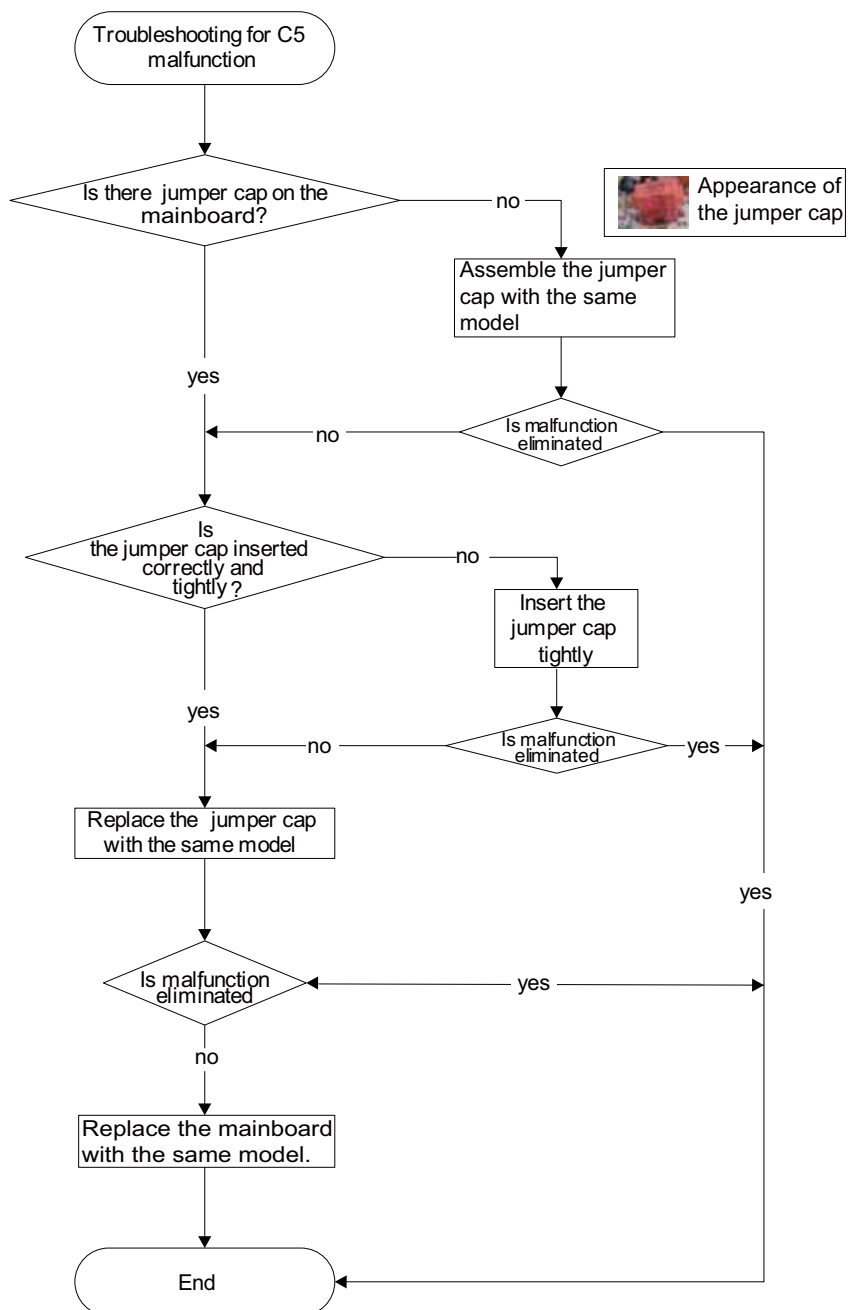 Troubleshooting for C5
malfunction
Is there jumper cap on the
mainboard?
no
Appearance of
the jumper cap
Assemble the jumper
cap with the same
model
yes
no
Is malfunction
eliminated
Is
the jumper cap inserted
correctly and
tightly?
no
Insert the
jumper cap
tightly
yes
no
Is malfunction
eliminated
yes
Replace the jumper cap
with the same model
yes
Is malfunction
eliminated
yes
no
Replace the mainboard
with the same model.
End